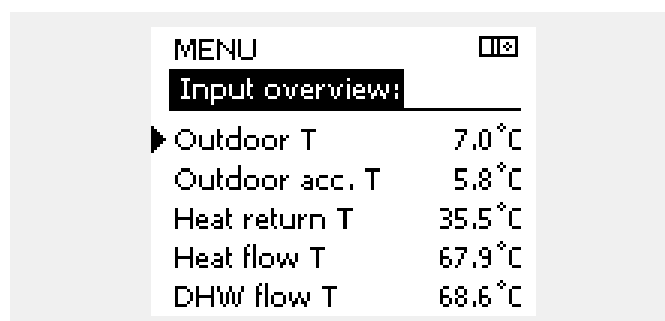 MENU
Input overview:
Outdoor T 7.0°C
Outdoor acc. T 5.8°C
Heat return T 35.5°C
Heat flow T 67.9°C
DHW flow T 68.6°C